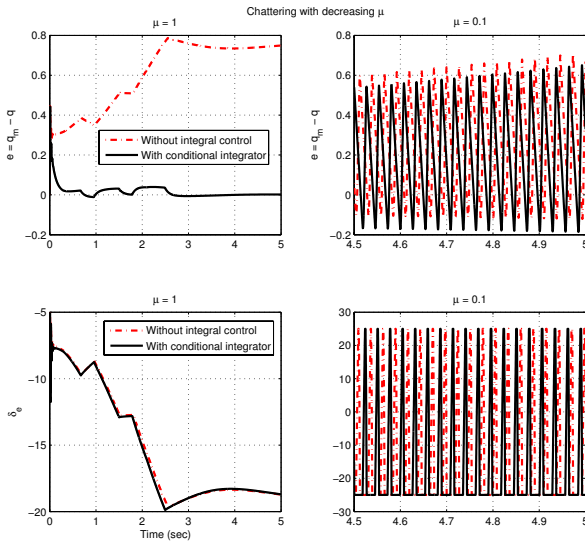 Chattering with decreasing μ
μ = 1
μ = 0.1
0.8
0.6
0.4
0.2
0
−0.2
e = qm − q
Without integral control
With conditional integrator
0 1 2 3 4 5
0.8
0.6
0.4
0.2
0
−0.2
e = qm − q
4.5 4.6 4.7 4.8 4.9 5
μ = 1
μ = 0.1
−5
−10
−15
−20
δe
Without integral control
With conditional integrator
0 1 2 3 4 5
Time (sec)
30
20
10
0
−10
−20
−30
4.5 4.6 4.7 4.8 4.9 5